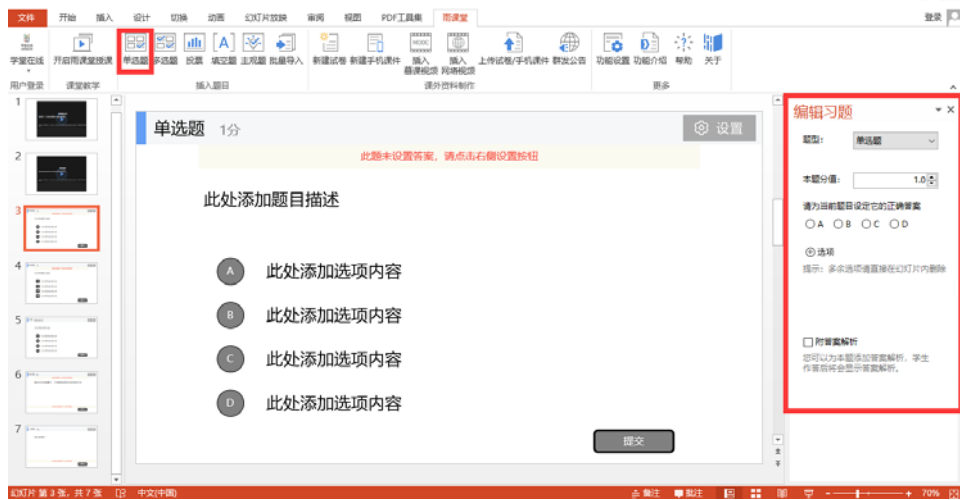 文件 开始 插入 设计 切换 动画 幻灯片放映 审阅 视图 PDF工具集 雨课堂 登录
学堂在线 开启雨课堂授课 单选题 多选题 投票 填空题 主观题 批量导入 新建试卷 新建手机课件 插入慕课视频 插入网络视频 上传试卷/手机课件 群发公告 功能设置 功能介绍 帮助 关于
用户登录 课堂教学 插入题目 课外资料制作 更多
1
2
3
4
5
6
7
单选题 1分
设置
此题未设置答案，请点击右侧设置按钮
此处添加题目描述
A 此处添加选项内容
B 此处添加选项内容
C 此处添加选项内容
D 此处添加选项内容
提交
编辑习题
题型： 单选题
本题分值： 1.0
请为当前题目设定它的正确答案
A B C D
选项
提示：多余选项请直接在幻灯片内删除
附答案解析
您可以为本题添加答案解析，学生
作答后将会显示答案解析。
幻灯片 第 3 张，共 7 张 中文(中国) 备注 批注 70%